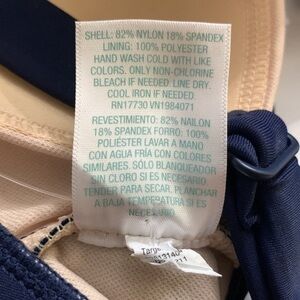 SHELL: 82% NYLON 18% SPANDEX
LINING: 100% POLYESTER
HAND WASH COLD WITH LIKE
COLORS. ONLY NON-CHLORINE
BLEACH IF NEEDED. LINE DRY.
COOL IRON IF NEEDED.
RN17730 VN1984071
REVESTIMIENTO: 82% NAILON
18% SPANDEX FORRO: 100%
POLIÉSTER LAVAR A MANO
CON AGUA FRÍA CON COLORES
SIMILARES. SÓLO BLANQUEADOR
SIN CLORO SI ES NECESARIO
TENDER PARA SECAR. PLANCHAR
A BAJA TEMPERATURA SI ES
NECESARIO